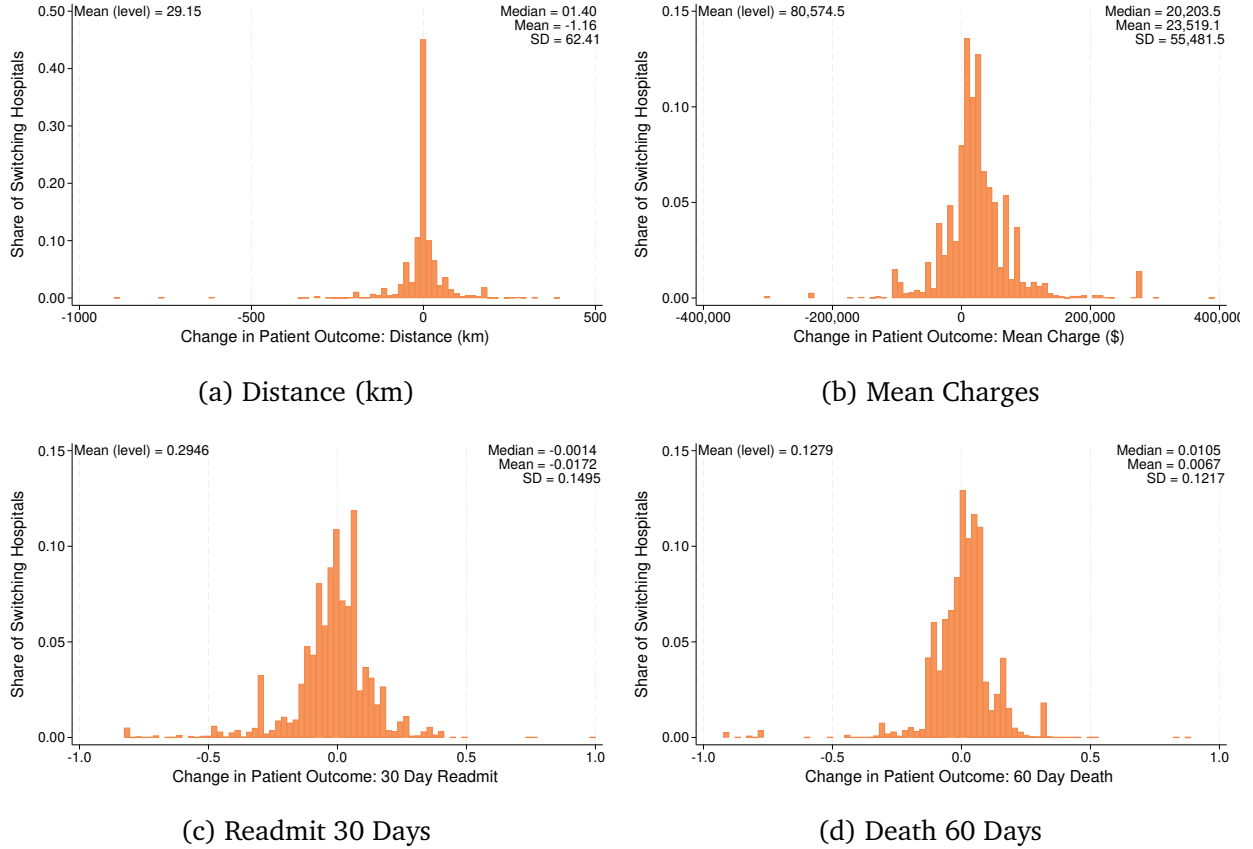 Mean (level) = 29.15
Median = 01.40
Mean = -1.16
SD = 62.41
0.50
0.40
0.30
0.20
0.10
0.00
Share of Switching Hospitals
-1000
-500
0
500
Change in Patient Outcome: Distance (km)
(a) Distance (km)
Mean (level) = 80,574.5
Median = 20,203.5
Mean = 23,519.1
SD = 55,481.5
0.15
0.10
0.05
0.00
Share of Switching Hospitals
-400,000
-200,000
0
200,000
400,000
Change in Patient Outcome: Mean Charge ($)
(b) Mean Charges
Mean (level) = 0.2946
Median = -0.0014
Mean = -0.0172
SD = 0.1495
0.15
0.10
0.05
0.00
Share of Switching Hospitals
-1.0
-0.5
0.0
0.5
1.0
Change in Patient Outcome: 30 Day Readmit
(c) Readmit 30 Days
Mean (level) = 0.1279
Median = 0.0105
Mean = 0.0067
SD = 0.1217
0.15
0.10
0.05
0.00
Share of Switching Hospitals
-1.0
-0.5
0.0
0.5
1.0
Change in Patient Outcome: 60 Day Death
(d) Death 60 Days